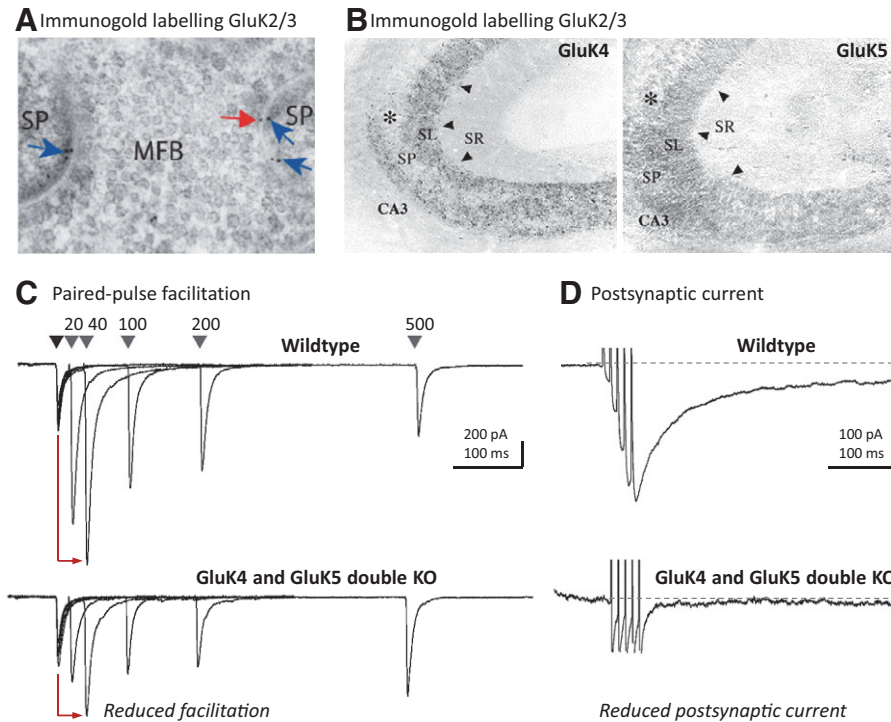 A Immunogold labelling GluK2/3
SP
MFB
SP
B Immunogold labelling GluK2/3
GluK4
*
SL
SR
SP
CA3
GluK5
*
SL
SR
SP
CA3
C Paired-pulse facilitation
20 40 100 200 500
Wildtype
200 pA
100 ms
GluK4 and GluK5 double KO
Reduced facilitation
D Postsynaptic current
Wildtype
100 pA
100 ms
GluK4 and GluK5 double KO
Reduced postsynaptic current